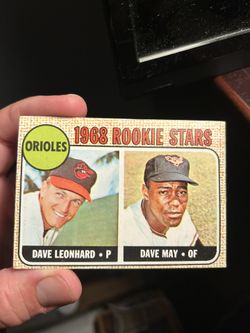 1968 ROOKIE STARS
ORIOLES
DAVE LEONHARD • P
DAVE MAY • OF